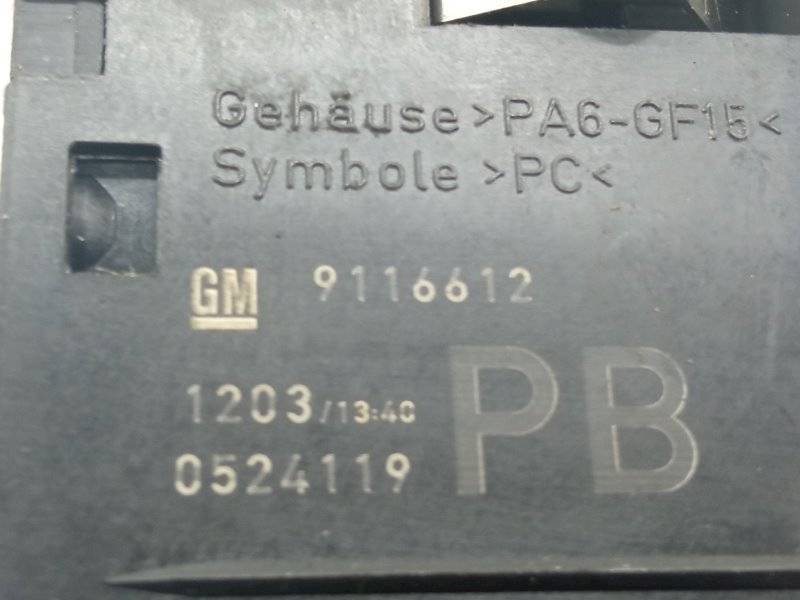 Gehäuse >PA6-GF15<
Symbole >PC<
GM 9116612
1203/13:40
0524119
PB